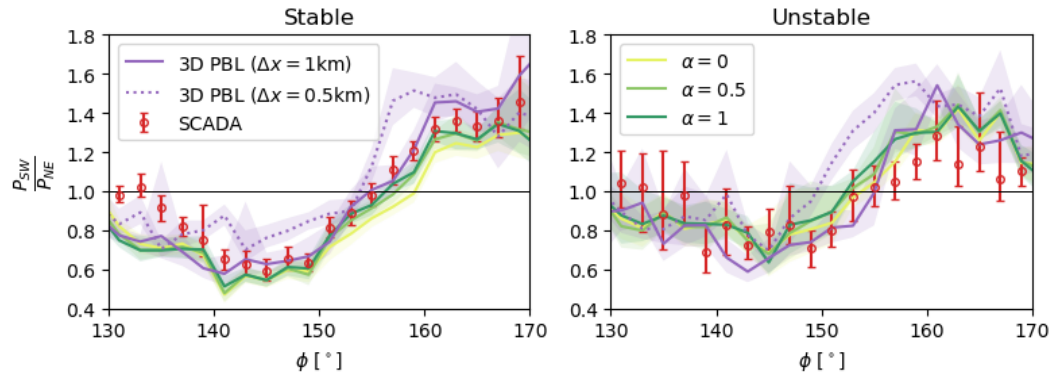 Stable
1.8
1.6
1.4
1.2
1.0
0.8
0.6
0.4
P_SW / P_NE
3D PBL (Δx = 1km)
3D PBL (Δx = 0.5km)
SCADA
130 140 150 160 170
ϕ [°]
Unstable
1.8
1.6
1.4
1.2
1.0
0.8
0.6
0.4
α = 0
α = 0.5
α = 1
130 140 150 160 170
ϕ [°]